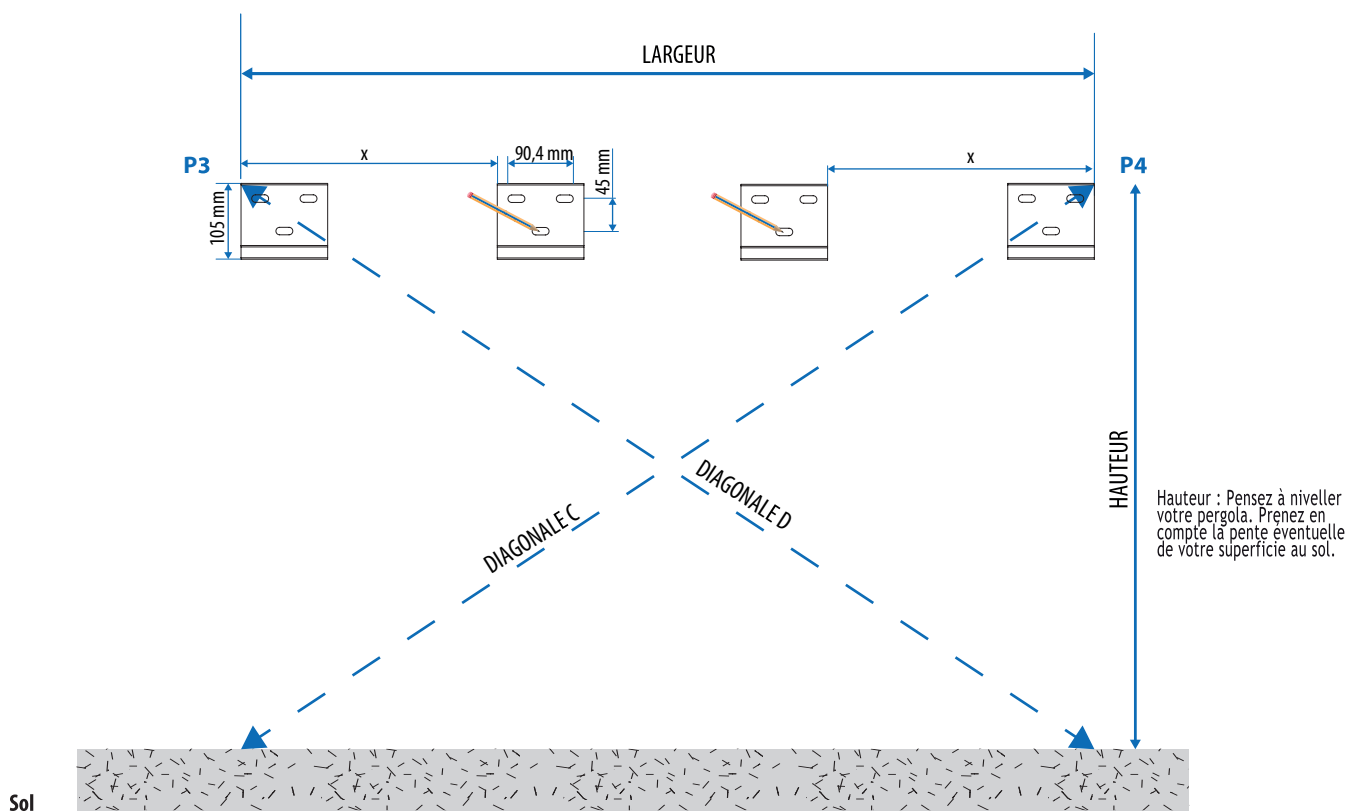 LARGEUR
P3
x
90,4 mm
45 mm
x
P4
105 mm
HAUTEUR
DIAGONALE C
DIAGONALE D
Hauteur : Pensez à niveller
votre pergola. Prenez en
compte la pente éventuelle
de votre superficie au sol.
Sol